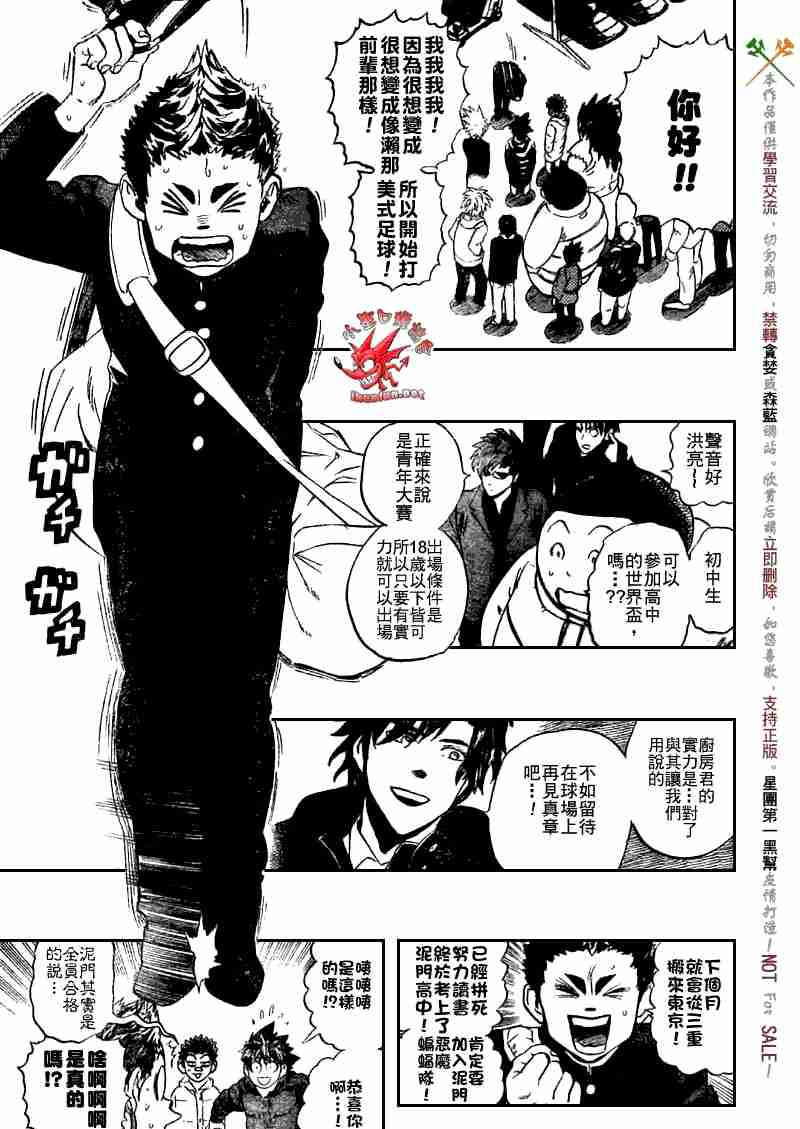 你好!!
我我我我!
因為很想變成
很想變成像瀨那
前輩那樣!
所以開始打
美式足球!
小塞七戰士團
ikunlun.net
聲音好
洪亮~~
初中生
可以
參加高中
的世界盃,
嗎…??
正確來說
是青年大賽
出場條件是
18歲以下皆可
所以只要有實
力就可以出場
ガチ
ガチ
廚房君的
實力是…對了
與其讓我們
用說的
不如留待
在球場上
再見真章
吧…!
下個月
就會從三重
搬來東京!
已經拼死
努力讀書
終於考上了
泥門高中!
肯定要
加入泥門
惡魔
蝙蝠隊!
咦咦咦
是這樣
的嗎!?
恭喜你
啊…!
泥門其實是
全員合格
的說…
啥啊啊啊
是真的
嗎!?
本作品僅供學習交流,切勿商用,禁轉貪婪或森藍網站。欣賞后請立即刪除,如您喜歡,支持正版。星團第一黑幫友情打造—NOT For SALE—